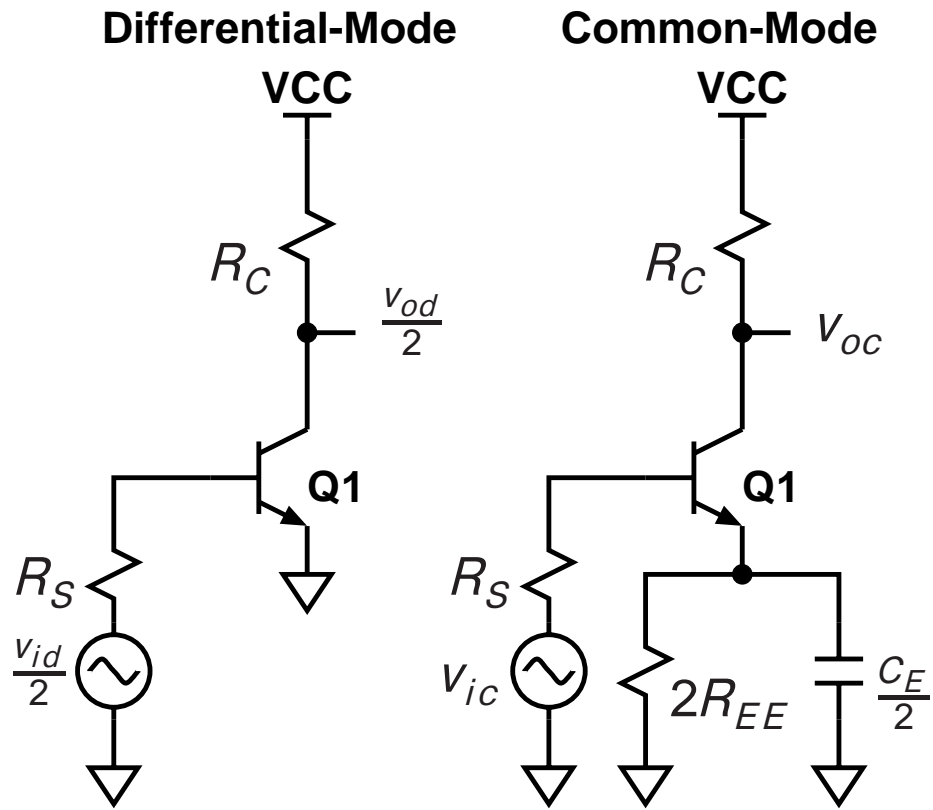 Differential-Mode
VCC
R_C
v_od/2
Q1
R_S
v_id/2
Common-Mode
VCC
R_C
v_oc
Q1
R_S
v_ic
2R_EE
C_E/2